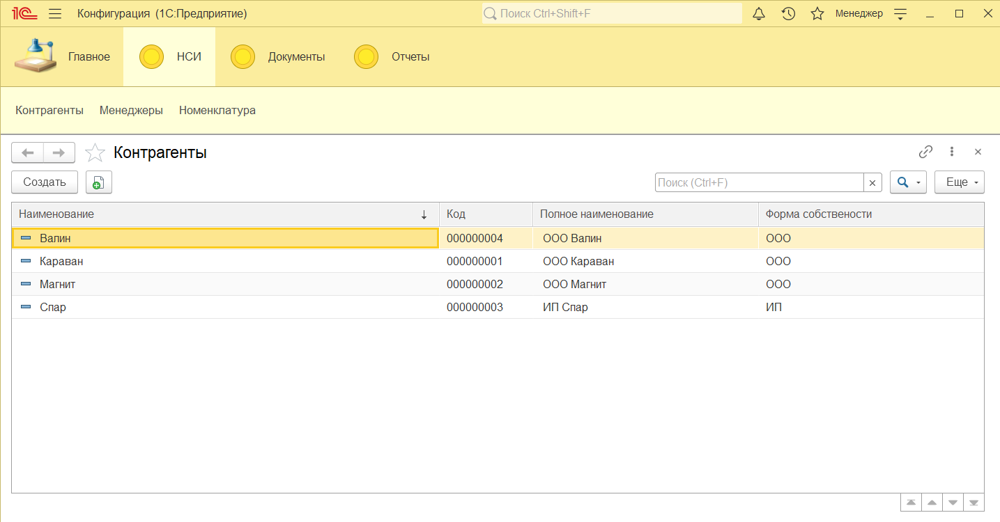 1С Конфигурация (1С:Предприятие) Поиск Ctrl+Shift+F Менеджер
Главное НСИ Документы Отчеты
Контрагенты Менеджеры Номенклатура
Контрагенты
Создать Поиск (Ctrl+F) Еще
Наименование Код Полное наименование Форма собствености
Валин 000000004 ООО Валин ООО
Караван 000000001 ООО Караван ООО
Магнит 000000002 ООО Магнит ООО
Спар 000000003 ИП Спар ИП